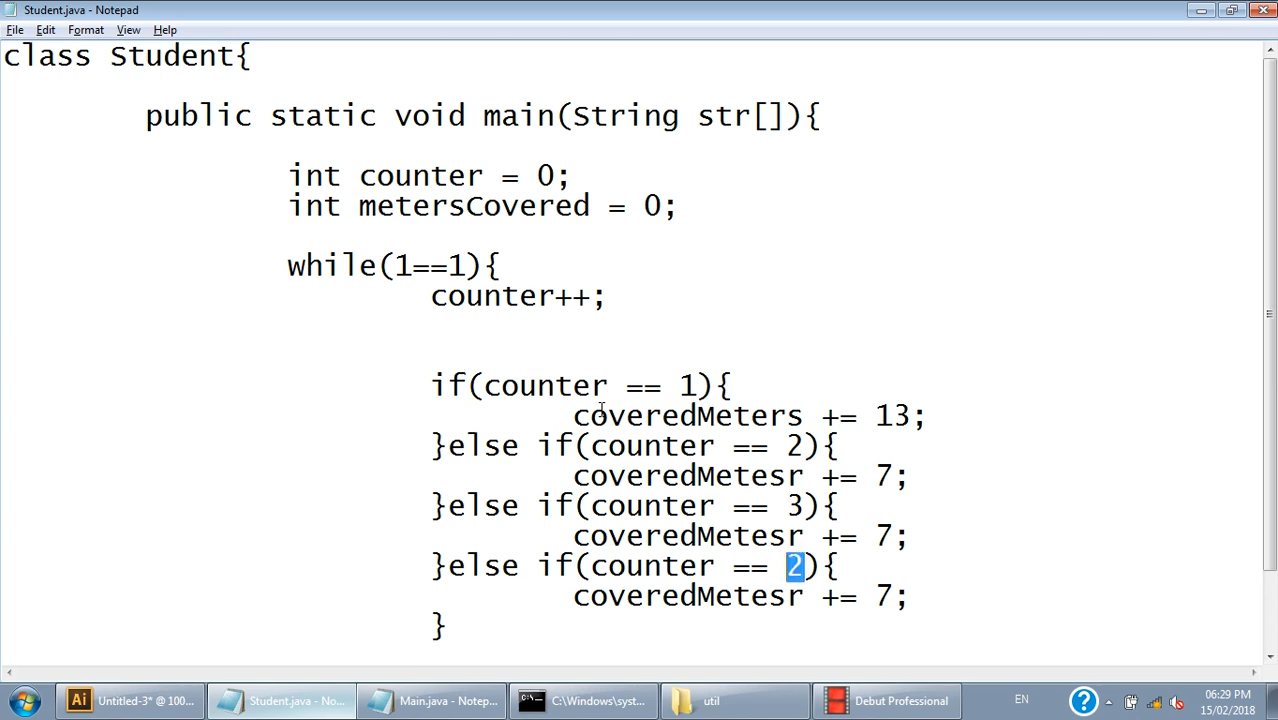 Student.java - Notepad
File Edit Format View Help
class Student{
public static void main(String str[]){
int counter = 0;
int metersCovered = 0;
while(1==1){
counter++;
if(counter == 1){
coveredMeters += 13;
}else if(counter == 2){
coveredMetesr += 7;
}else if(counter == 3){
coveredMetesr += 7;
}else if(counter == 2){
coveredMetesr += 7;
}
Ai Untitled-3* @ 100... Student.java - No... Main.java - Notep... C:\Windows\syst... util Debut Professional EN 06:29 PM
15/02/2018